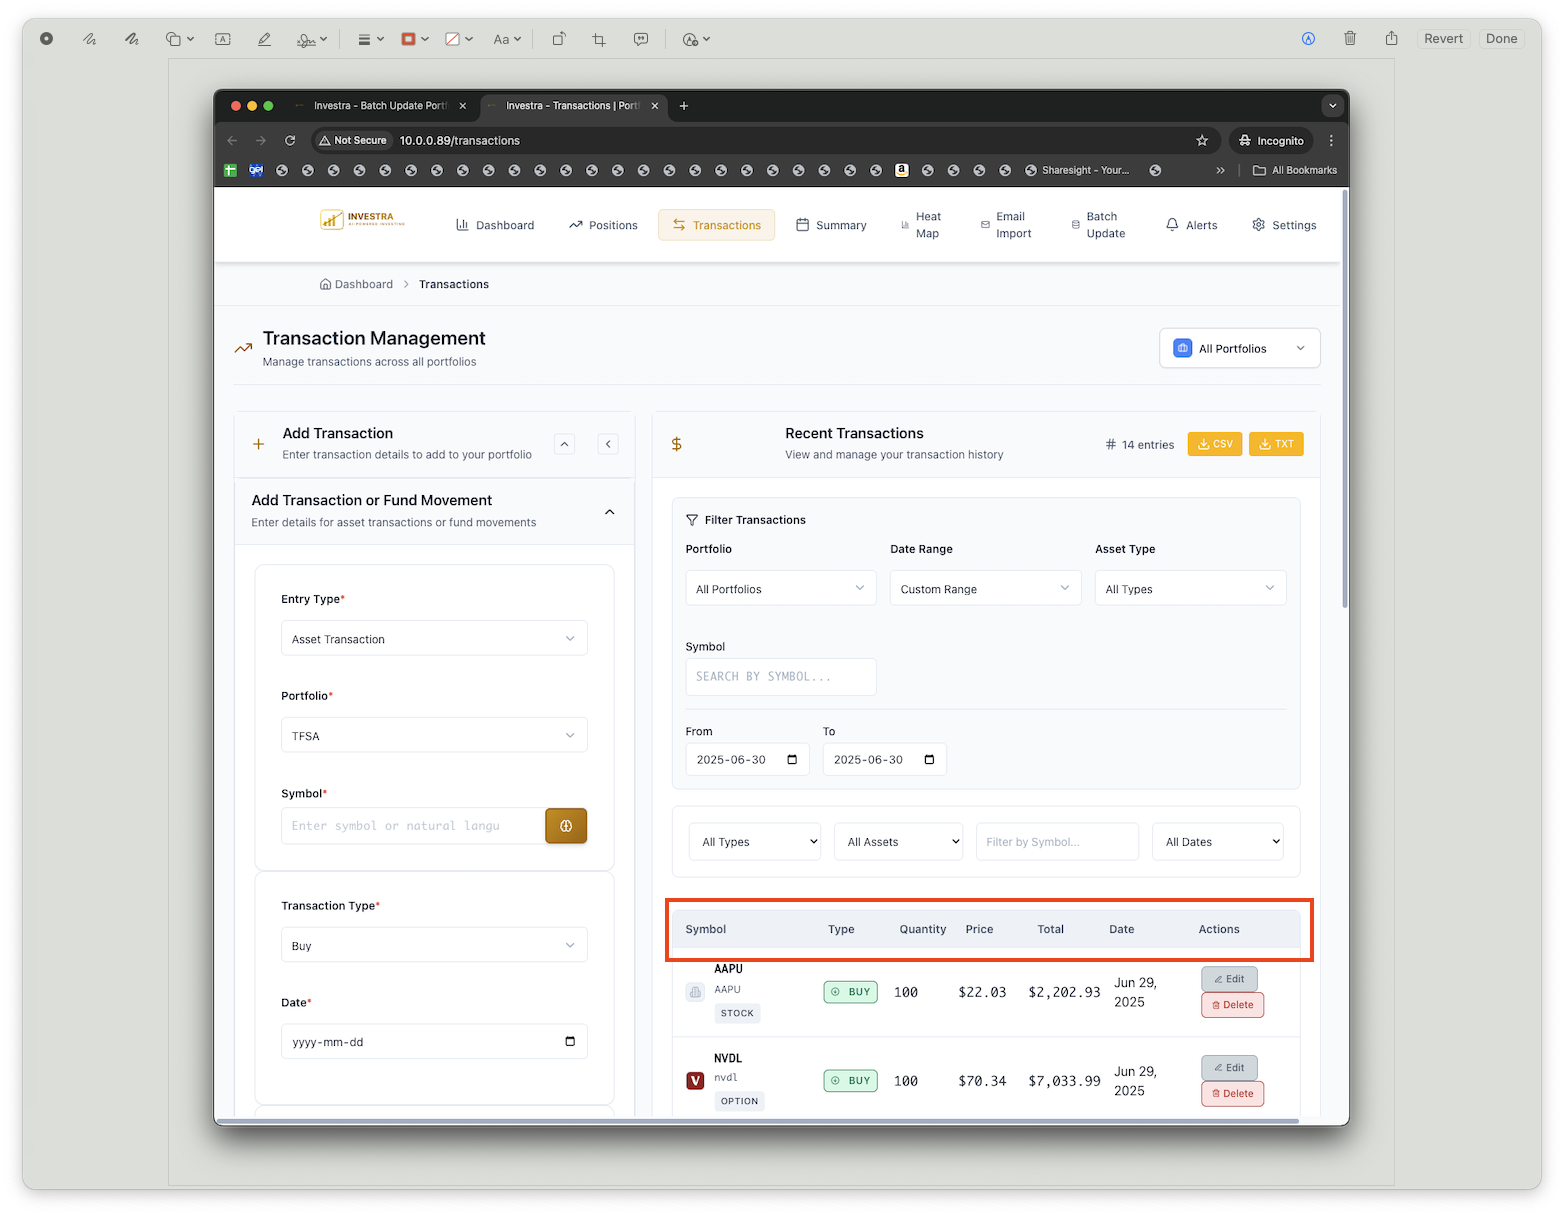 Aa
Revert
Done
Investra - Batch Update Portf
Investra - Transactions | Portf
Not Secure
10.0.0.89/transactions
Incognito
Sharesight - Your...
All Bookmarks
INVESTRA
AI-POWERED INVESTING
Dashboard
Positions
Transactions
Summary
Heat Map
Email Import
Batch Update
Alerts
Settings
Dashboard > Transactions
Transaction Management
Manage transactions across all portfolios
All Portfolios
Add Transaction
Enter transaction details to add to your portfolio
Add Transaction or Fund Movement
Enter details for asset transactions or fund movements
Entry Type*
Asset Transaction
Portfolio*
TFSA
Symbol*
Enter symbol or natural langu
Transaction Type*
Buy
Date*
yyyy-mm-dd
$
Recent Transactions
View and manage your transaction history
# 14 entries
CSV
TXT
Filter Transactions
Portfolio
Date Range
Asset Type
All Portfolios
Custom Range
All Types
Symbol
SEARCH BY SYMBOL...
From
To
2025-06-30
2025-06-30
All Types
All Assets
Filter by Symbol...
All Dates
Symbol Type Quantity Price Total Date Actions
AAPU
AAPU
STOCK
BUY
100
$22.03
$2,202.93
Jun 29, 2025
Edit
Delete
V
NVDL
nvdl
OPTION
BUY
100
$70.34
$7,033.99
Jun 29, 2025
Edit
Delete